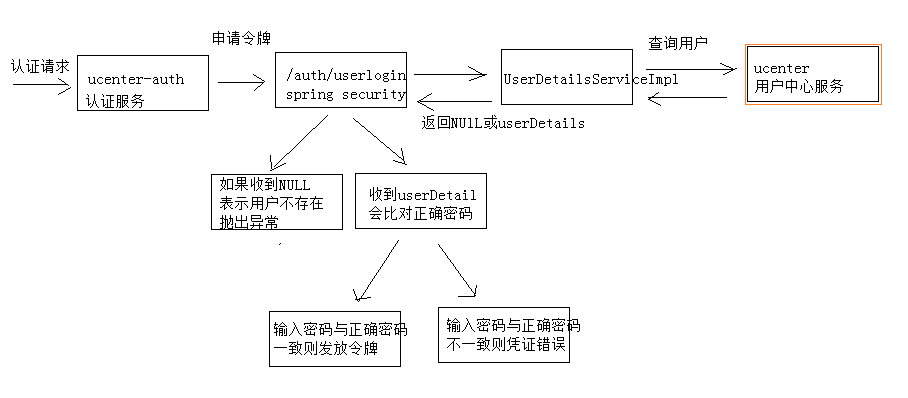 认证请求
ucenter-auth
认证服务
申请令牌
/auth/userlogin
spring security
UserDetailsServiceImpl
查询用户
ucenter
用户中心服务
返回NULL或userDetails
如果收到NULL
表示用户不存在
抛出异常
收到userDetail
会比对正确密码
输入密码与正确密码
一致则发放令牌
输入密码与正确密码
不一致则凭证错误